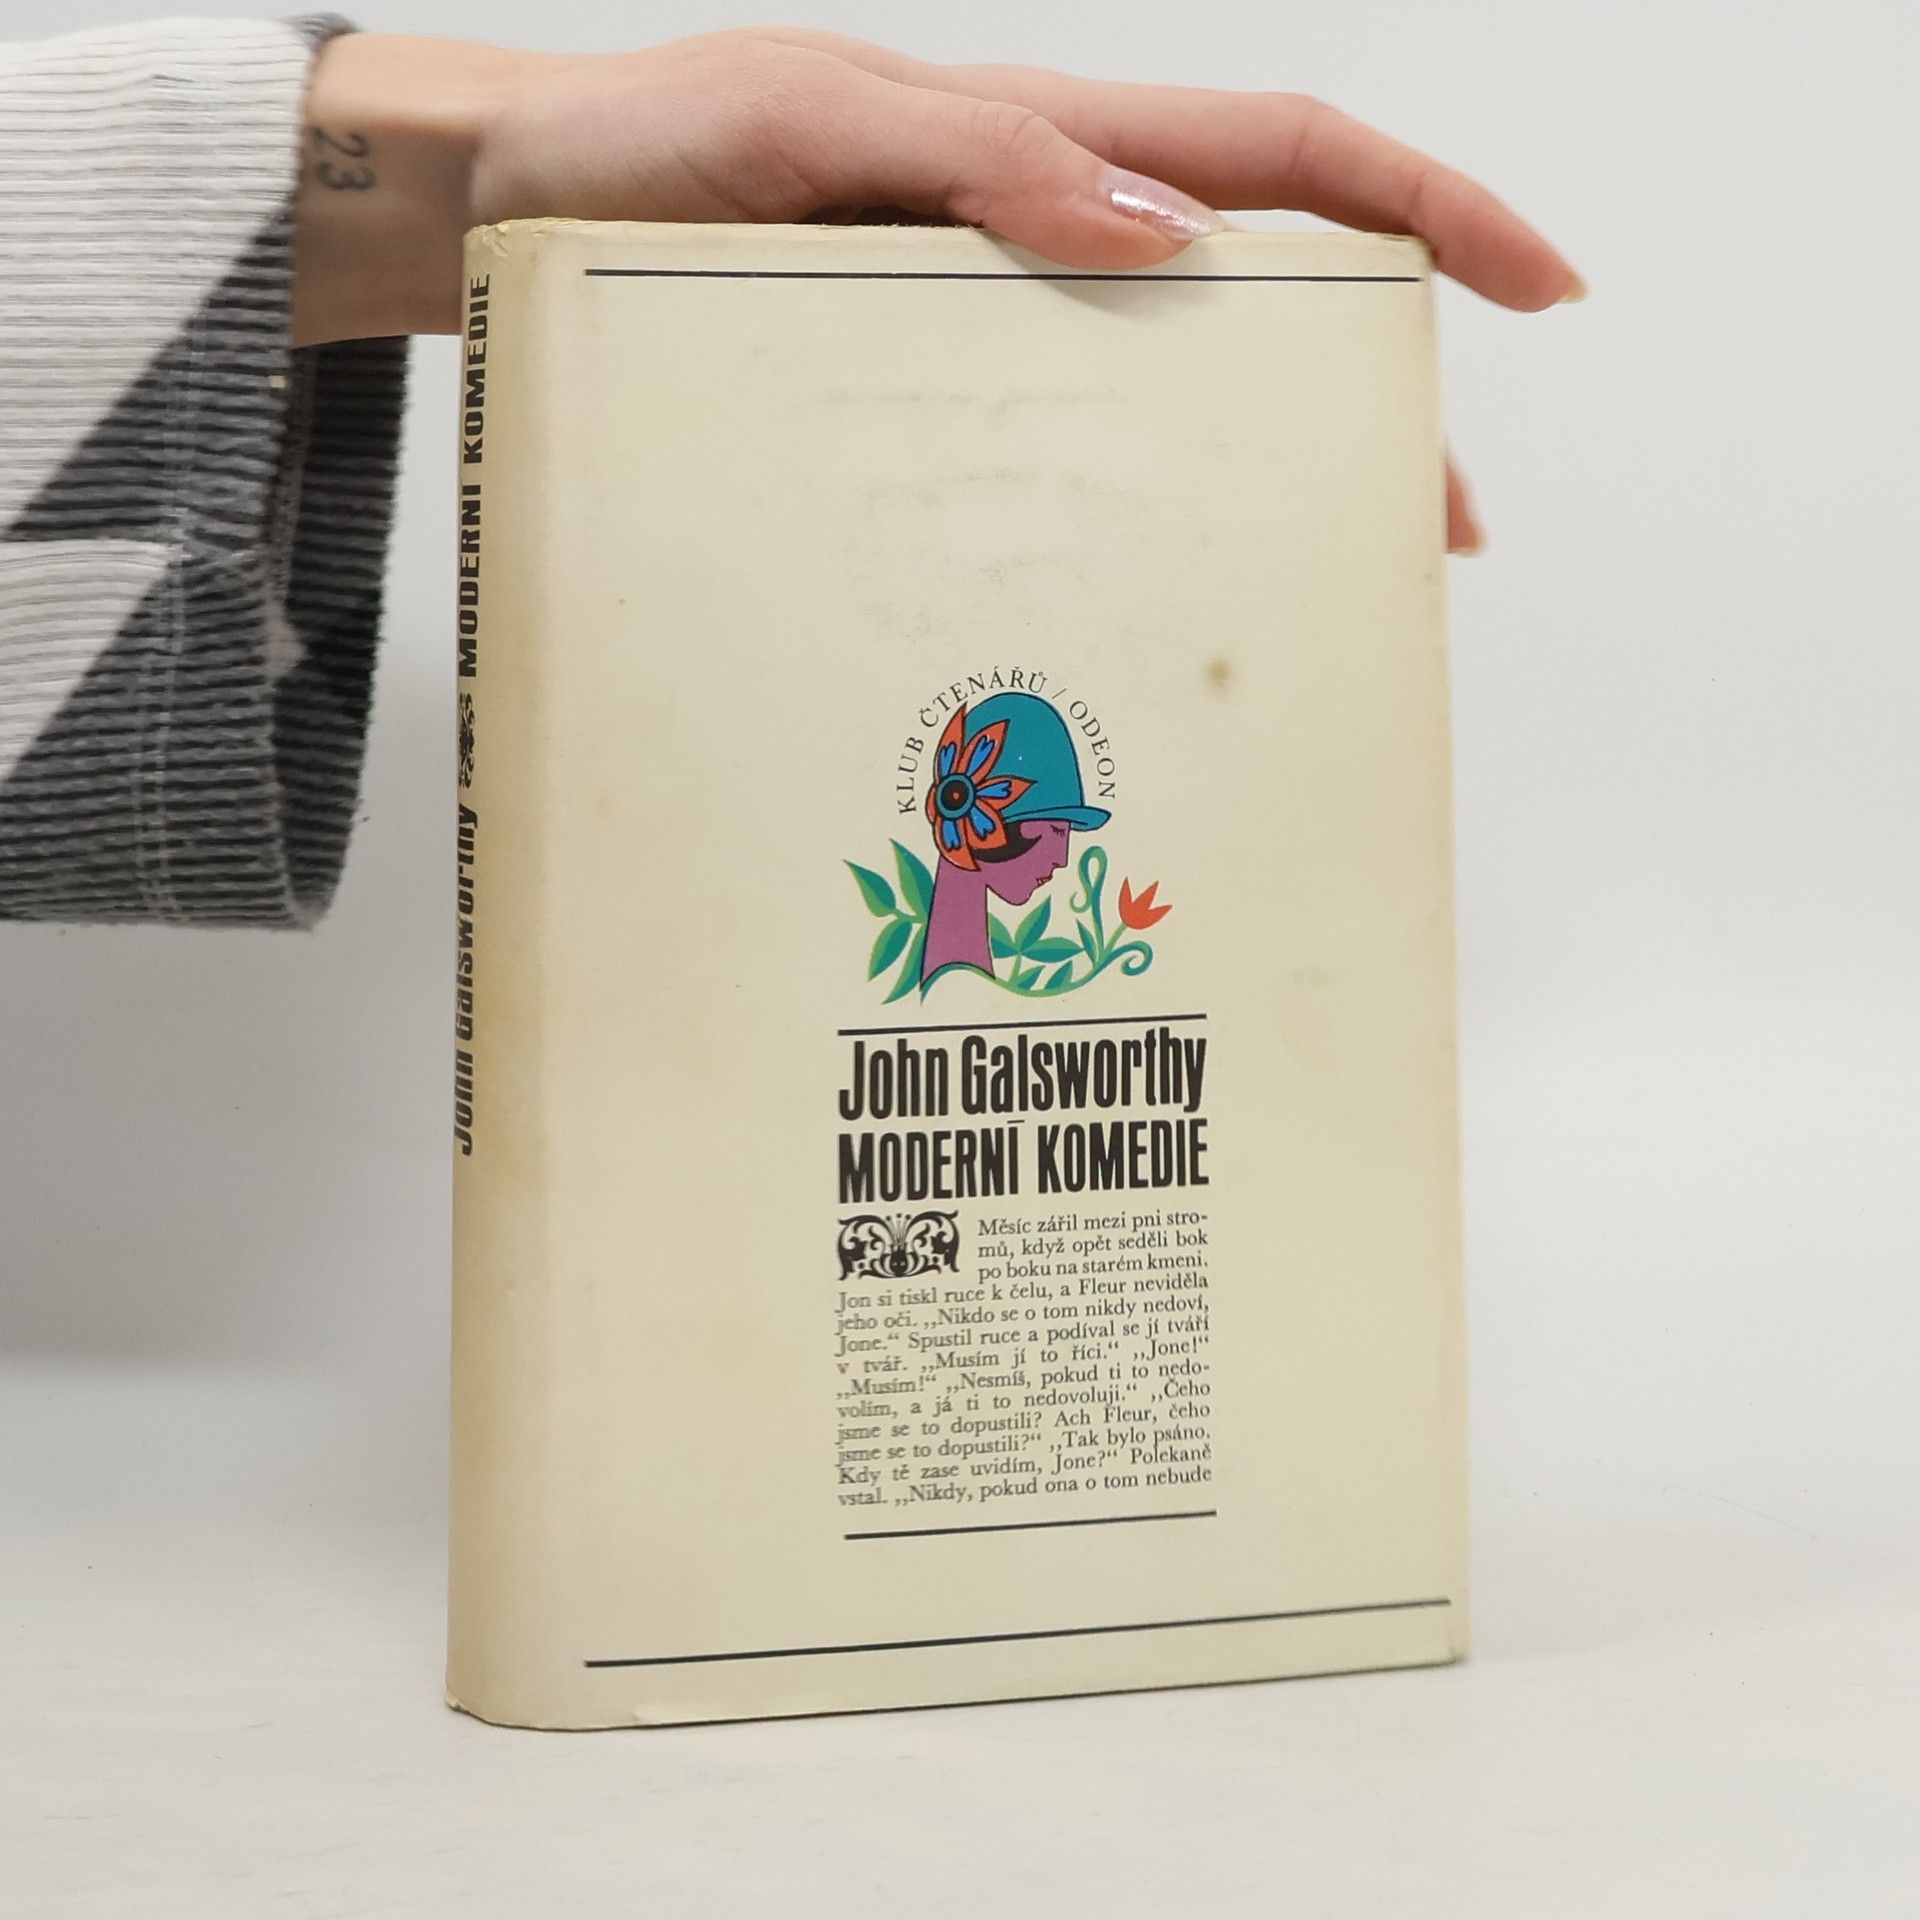 23
John Galsworthy MODERNÍ KOMEDIE
KLUB ČTENÁŘŮ / ODEON
John Galsworthy
MODERNÍ KOMEDIE
Měsíc zářil mezi pni stro-
mů, když opět seděli bok
po boku na starém kmeni.
Jon si tiskl ruce k čelu, a Fleur neviděla
jeho oči. „Nikdo se o tom nikdy nedoví,
Jone.“ Spustil ruce a podíval se jí tváří
v tvář. „Musím jí to říci.“ „Jone!“
„Musím!“ „Nesmíš, pokud ti to nedo-
volím, a já ti to nedovoluji.“ „Čeho
jsme se to dopustili? Ach Fleur, čeho
jsme se to dopustili?“ „Tak bylo psáno.
Kdy tě zase uvidím, Jone?“ Polekaně
vstal. „Nikdy, pokud ona o tom nebude